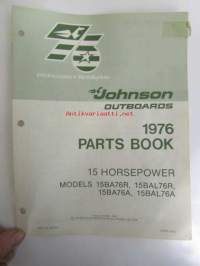 Johnson
OUTBOARDS
1976
PARTS BOOK
15 HORSEPOWER
MODELS 15BA76R, 15BAL76R,
15BA76A, 15BAL76A